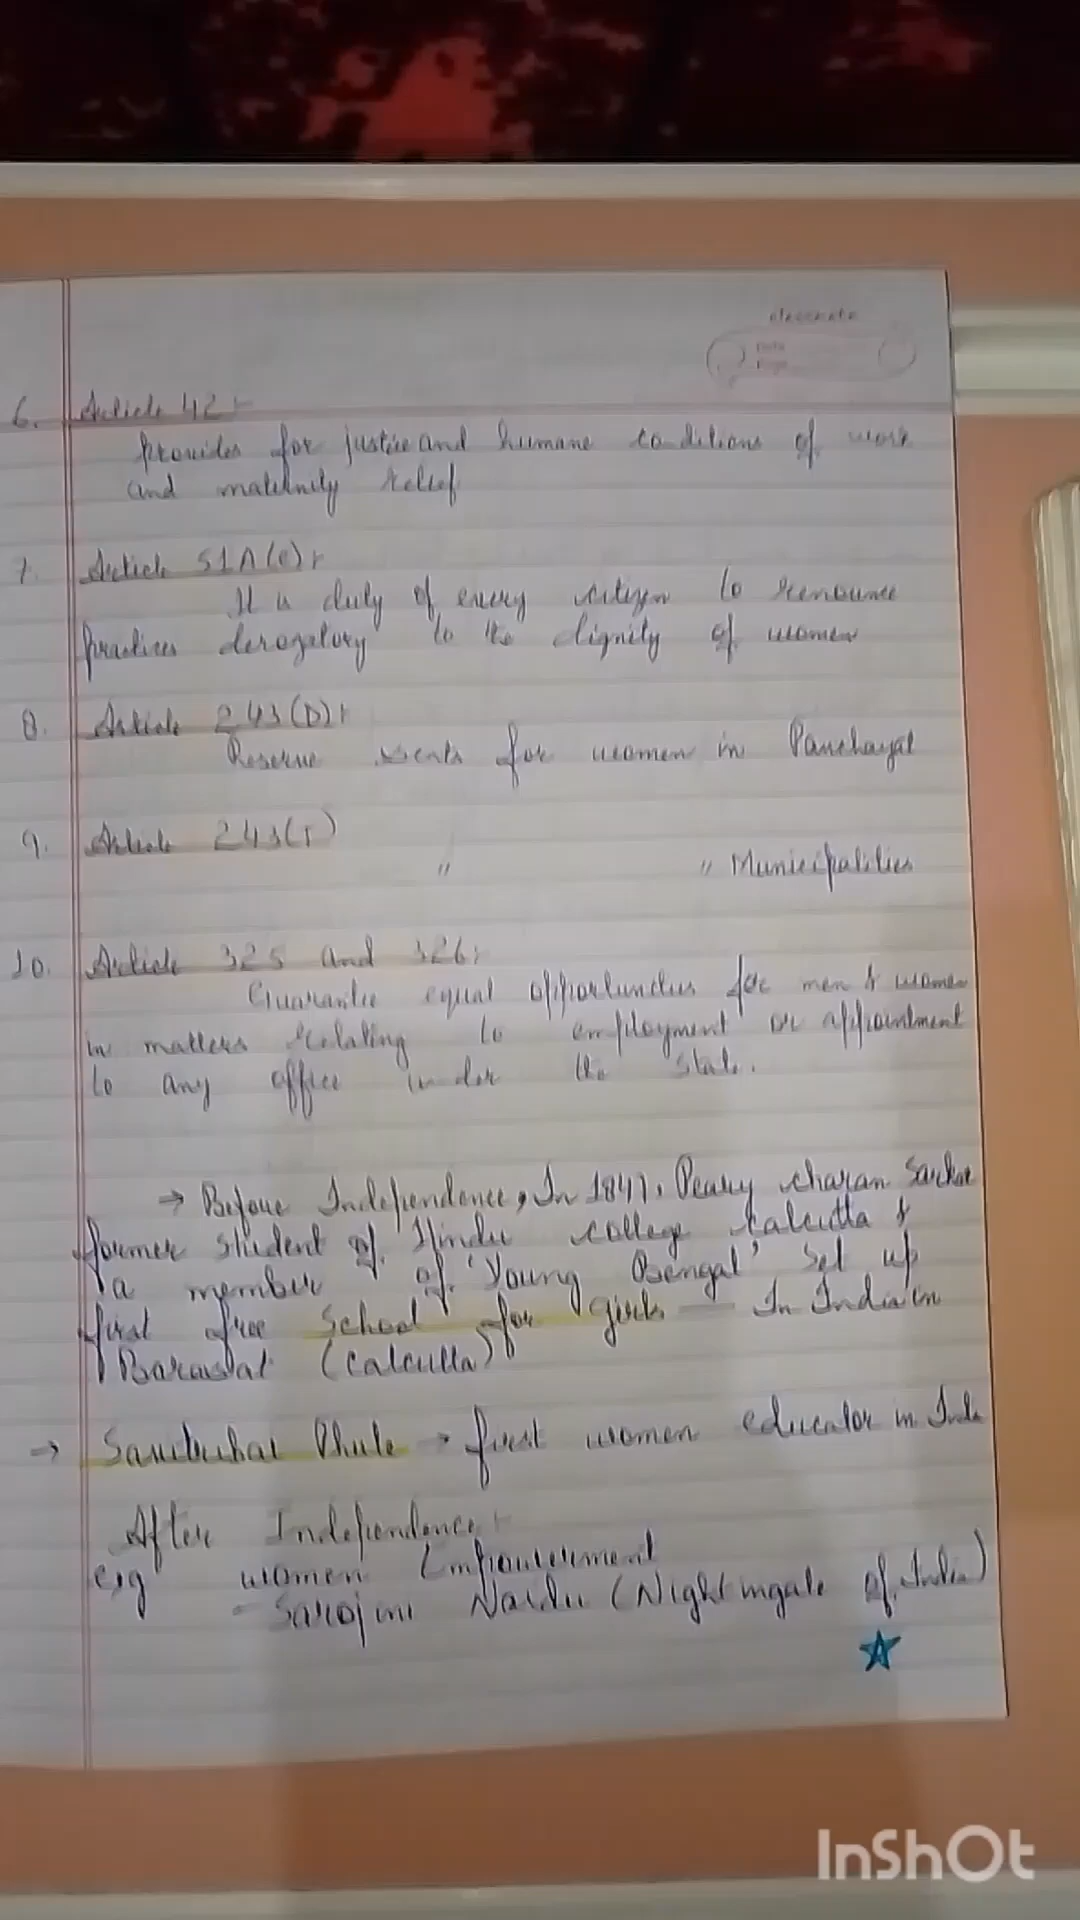 classmate
Date
Page
6. Article 42 :-
provides for justice and humane conditions of work
and maternity relief
7. Article 51A(e) :-
It is duty of every citizen to renounce
practices derogatory to the dignity of women
8. Article 243(D) :-
Reserve seats for women in Panchayat
9. Article 243(T)
" " Municipalities
10. Article 325 and 326 :-
Guarantee equal opportunities for men & women
in matters relating to employment or appointment
to any office under the state.
→ Before Independence, In 1847, Peary charan Sarkar
former student of Hindu college Calcutta &
a member of 'Young Bengal' set up
first free School for girls — In India in
Barasat (Calcutta)
→ Savitribai Phule → first women educator in India
After Independence :-
e.g women Empowerment
- Sarojini Naidu (Nightingale of India)
InShOt